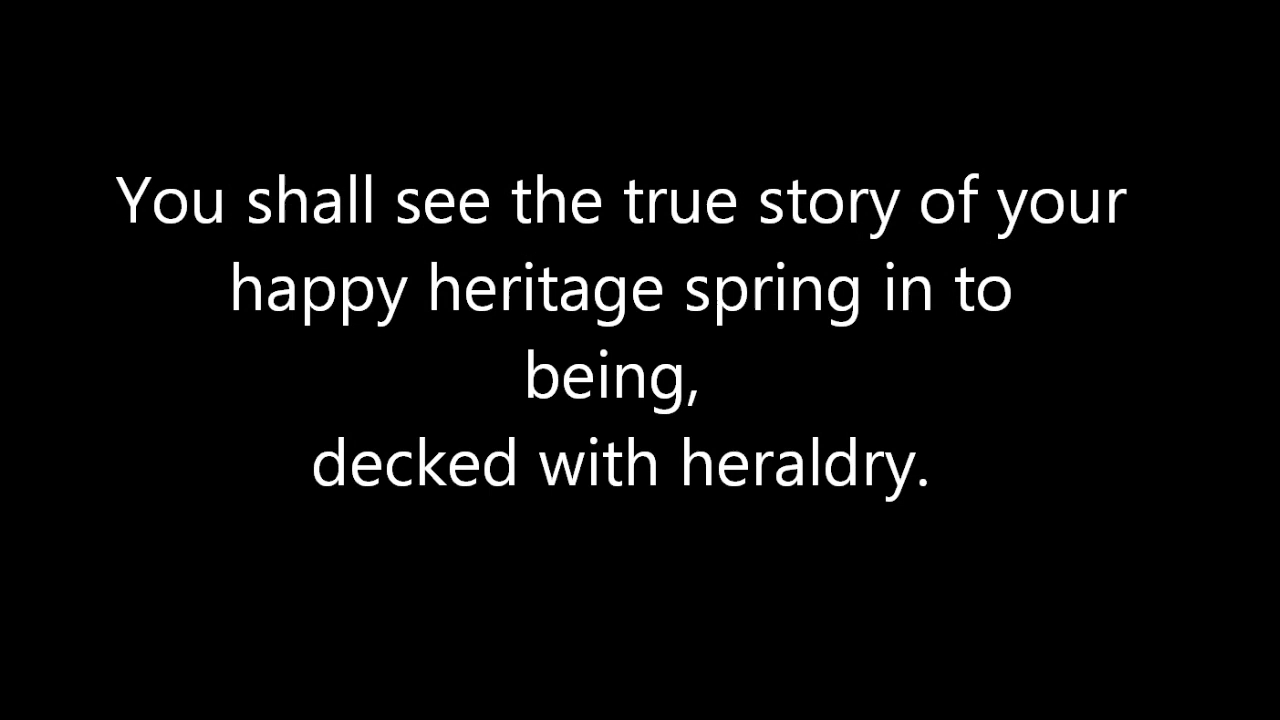 You shall see the true story of your
happy heritage spring in to
being,
decked with heraldry.